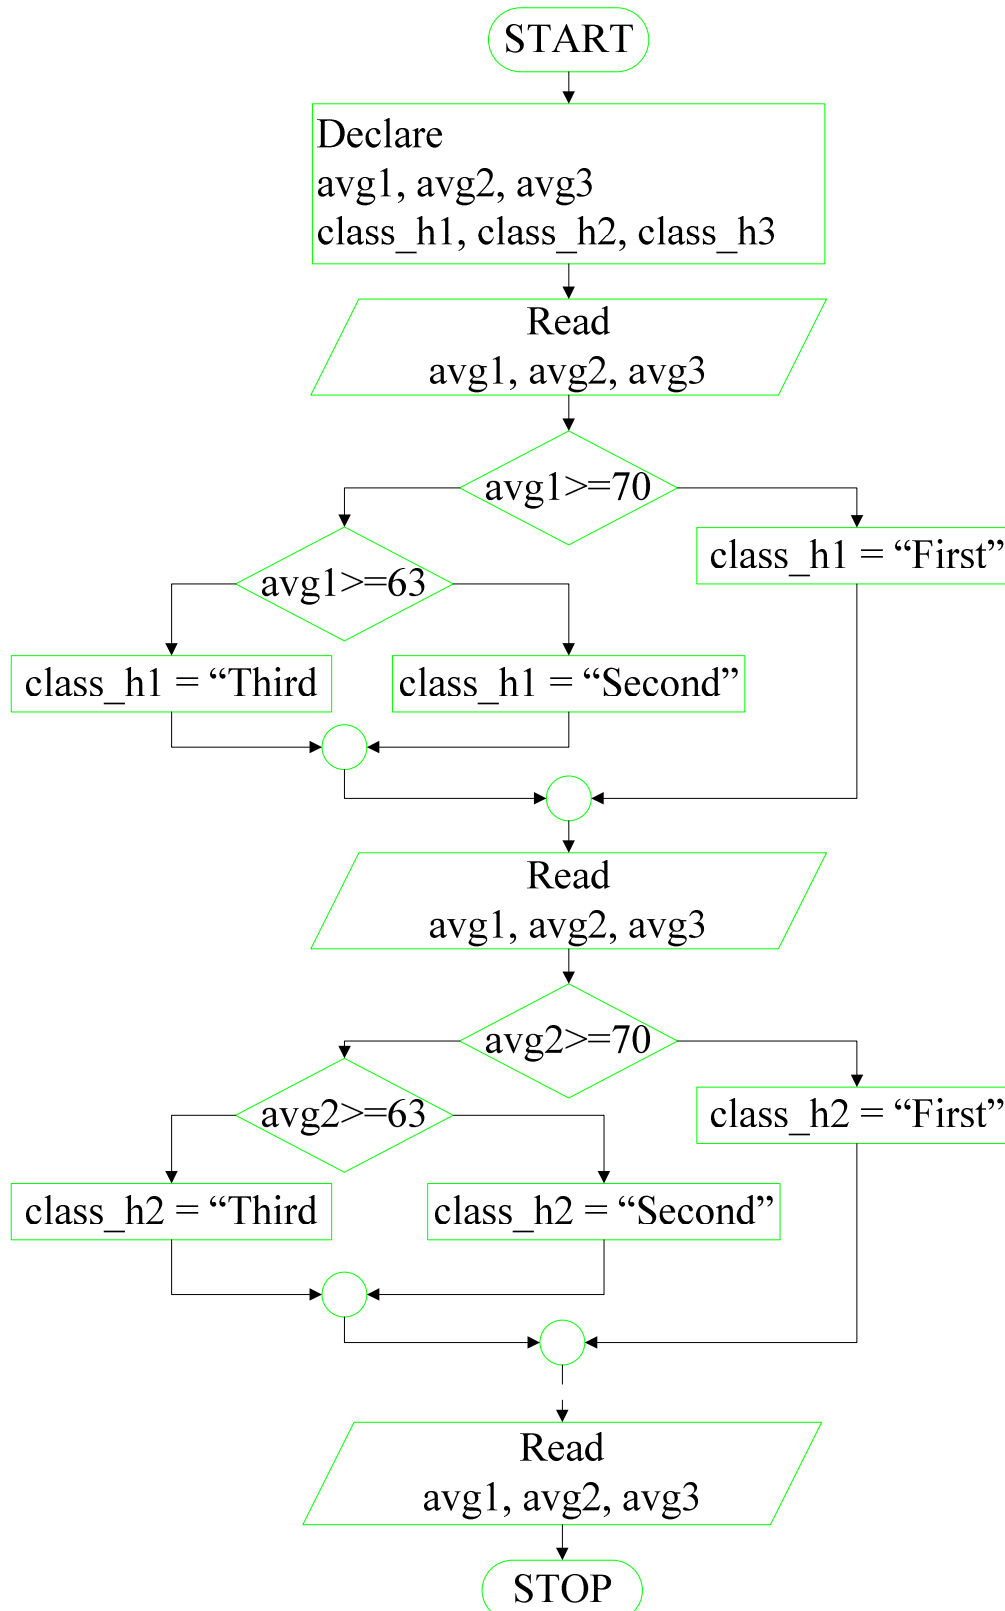 START
Declare
avg1, avg2, avg3
class_h1, class_h2, class_h3
Read
avg1, avg2, avg3
avg1>=70
class_h1 = “First”
avg1>=63
class_h1 = “Third
class_h1 = “Second”
Read
avg1, avg2, avg3
avg2>=70
class_h2 = “First”
avg2>=63
class_h2 = “Third
class_h2 = “Second”
Read
avg1, avg2, avg3
STOP